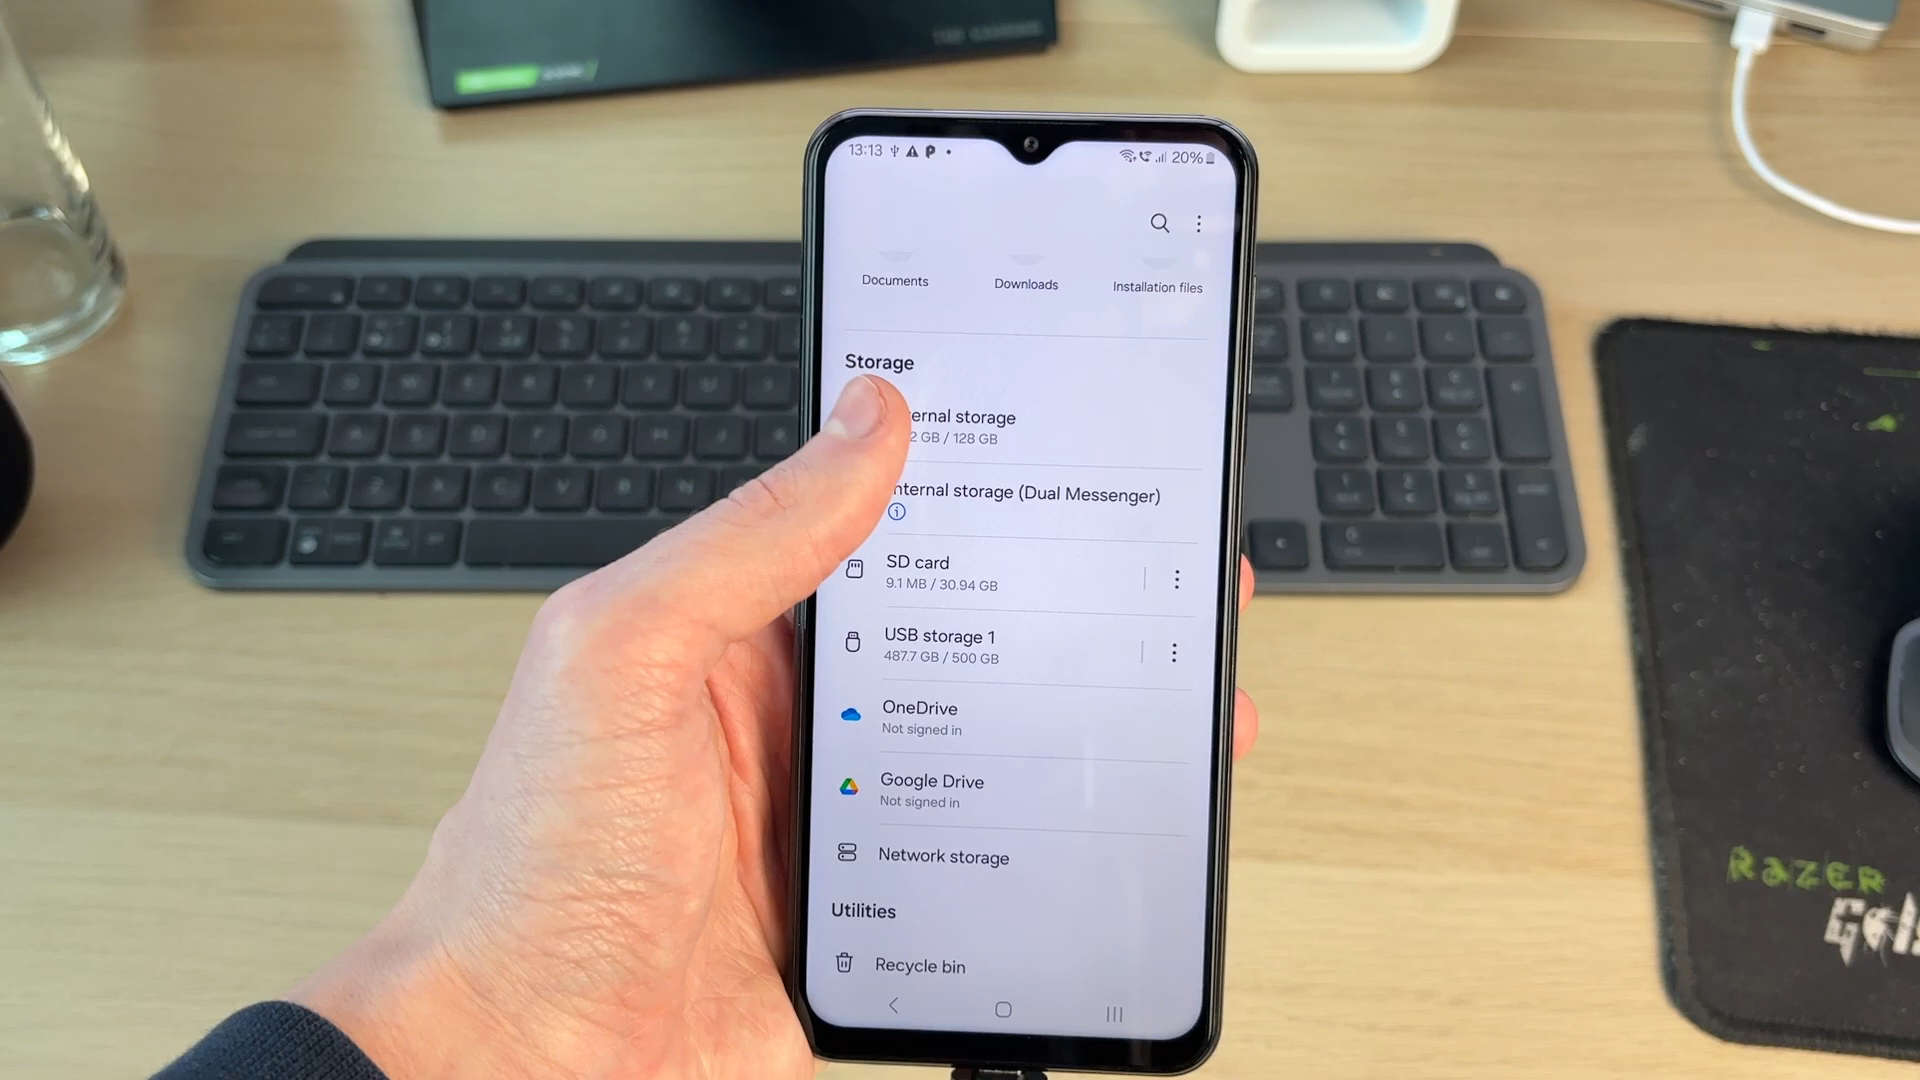 13:13
20%
Documents
Downloads
Installation files
Storage
ernal storage
2 GB / 128 GB
nternal storage (Dual Messenger)
SD card
9.1 MB / 30.94 GB
USB storage 1
487.7 GB / 500 GB
OneDrive
Not signed in
Google Drive
Not signed in
Network storage
Utilities
Recycle bin
RAZER